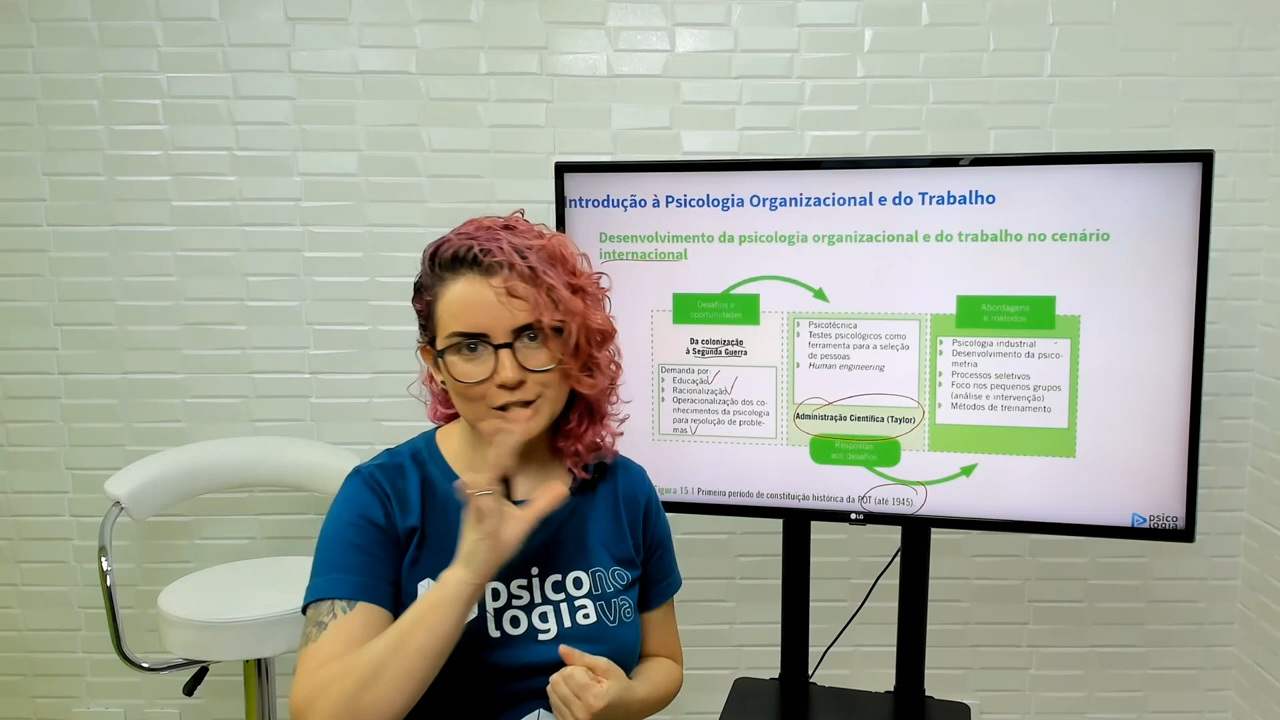 Introdução à Psicologia Organizacional e do Trabalho
Desenvolvimento da psicologia organizacional e do trabalho no cenário
internacional
Desafios e
oportunidades
Da colonização
à Segunda Guerra
Demanda por:
Educação
Racionalização
Operacionalização dos co-
nhecimentos da psicologia
para resolução de proble-
mas
Psicotécnica
Testes psicológicos como
ferramenta para a seleção
de pessoas
Human engineering
Administração Científica (Taylor)
Respostas
aos desafios
Abordagens
e métodos
Psicologia industrial
Desenvolvimento da psico-
metria
Processos seletivos
Foco nos pequenos grupos
(análise e intervenção)
Métodos de treinamento
Figura 15.1 Primeiro período de constituição histórica da POT (até 1945).
LG
psico
logia
psicono
logiava